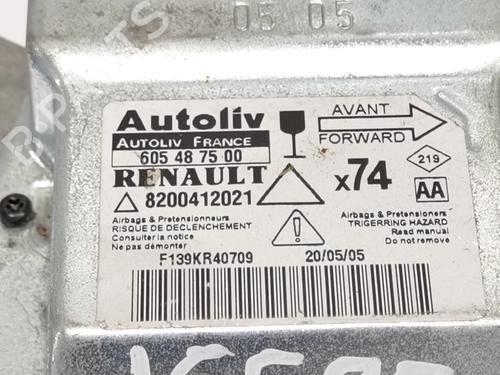 05 05
Autoliv
AUTOLIV FRANCE
605 48 75 00
RENAULT
8200412021
Airbags & Pretensionneurs
RISQUE DE DECLENCHEMENT
Consulter la notice
Ne pas démonter
F139KR40709
AVANT
FORWARD
x74
219
AA
Airbags & Pretensioners
TRIGERRING HAZARD
Read manual
Do not remove
20/05/05